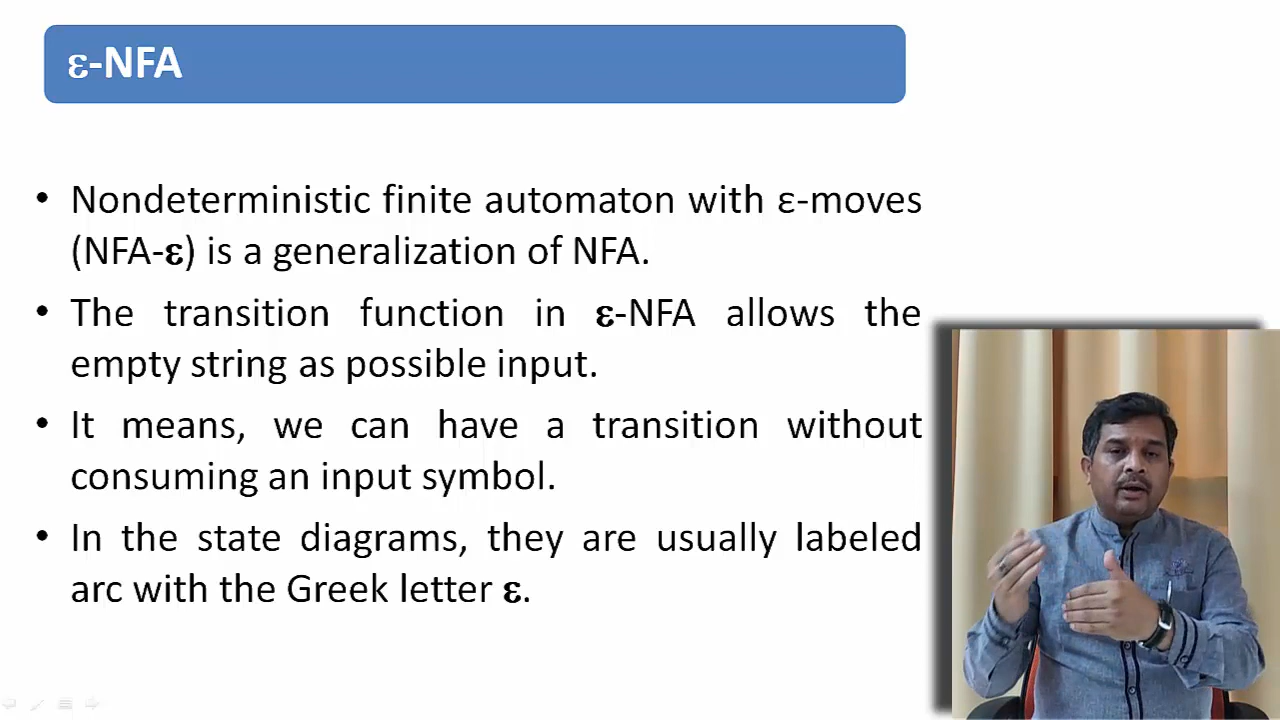 ε-NFA
• Nondeterministic finite automaton with ε-moves
(NFA-ε) is a generalization of NFA.
• The transition function in ε-NFA allows the
empty string as possible input.
• It means, we can have a transition without
consuming an input symbol.
• In the state diagrams, they are usually labeled
arc with the Greek letter ε.